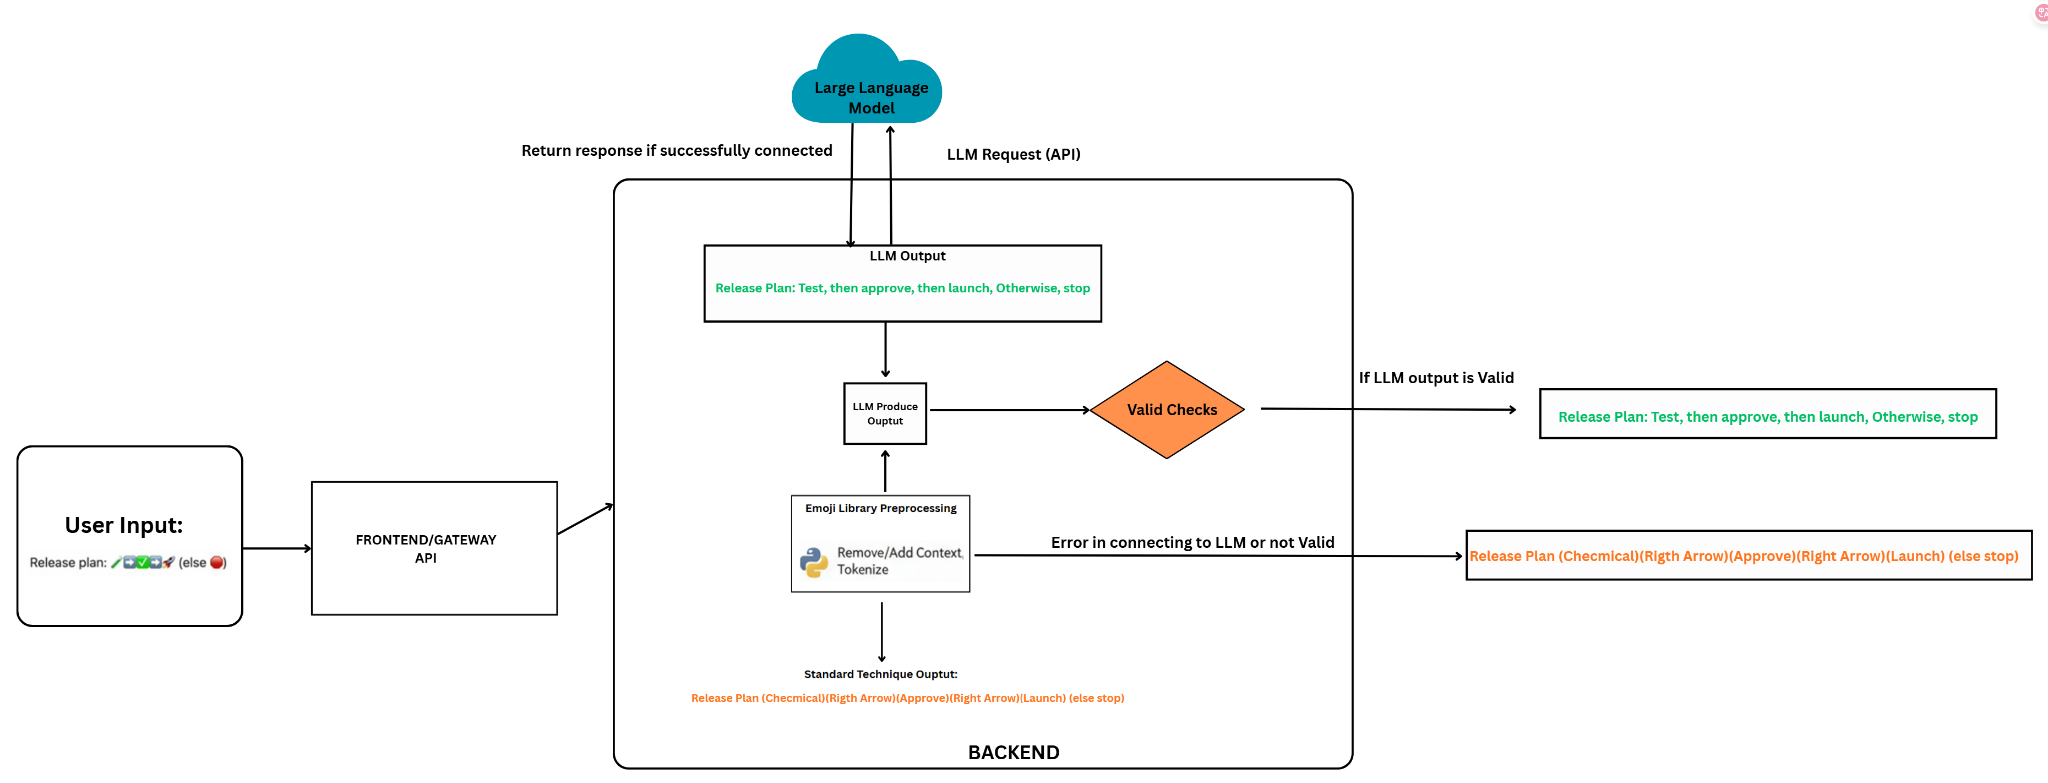 Large Language
Model
Return response if successfully connected
LLM Request (API)
LLM Output
Release Plan: Test, then approve, then launch, Otherwise, stop
If LLM output is Valid
LLM Produce
Ouptut
Valid Checks
Release Plan: Test, then approve, then launch, Otherwise, stop
User Input:
Release plan: 🧪➡️✅➡️🚀 (else 🛑)
FRONTEND/GATEWAY
API
Emoji Library Preprocessing
Remove/Add Context,
Tokenize
Error in connecting to LLM or not Valid
Release Plan (Checmical)(Rigth Arrow)(Approve)(Right Arrow)(Launch) (else stop)
Standard Technique Ouptut:
Release Plan (Checmical)(Rigth Arrow)(Approve)(Right Arrow)(Launch) (else stop)
BACKEND